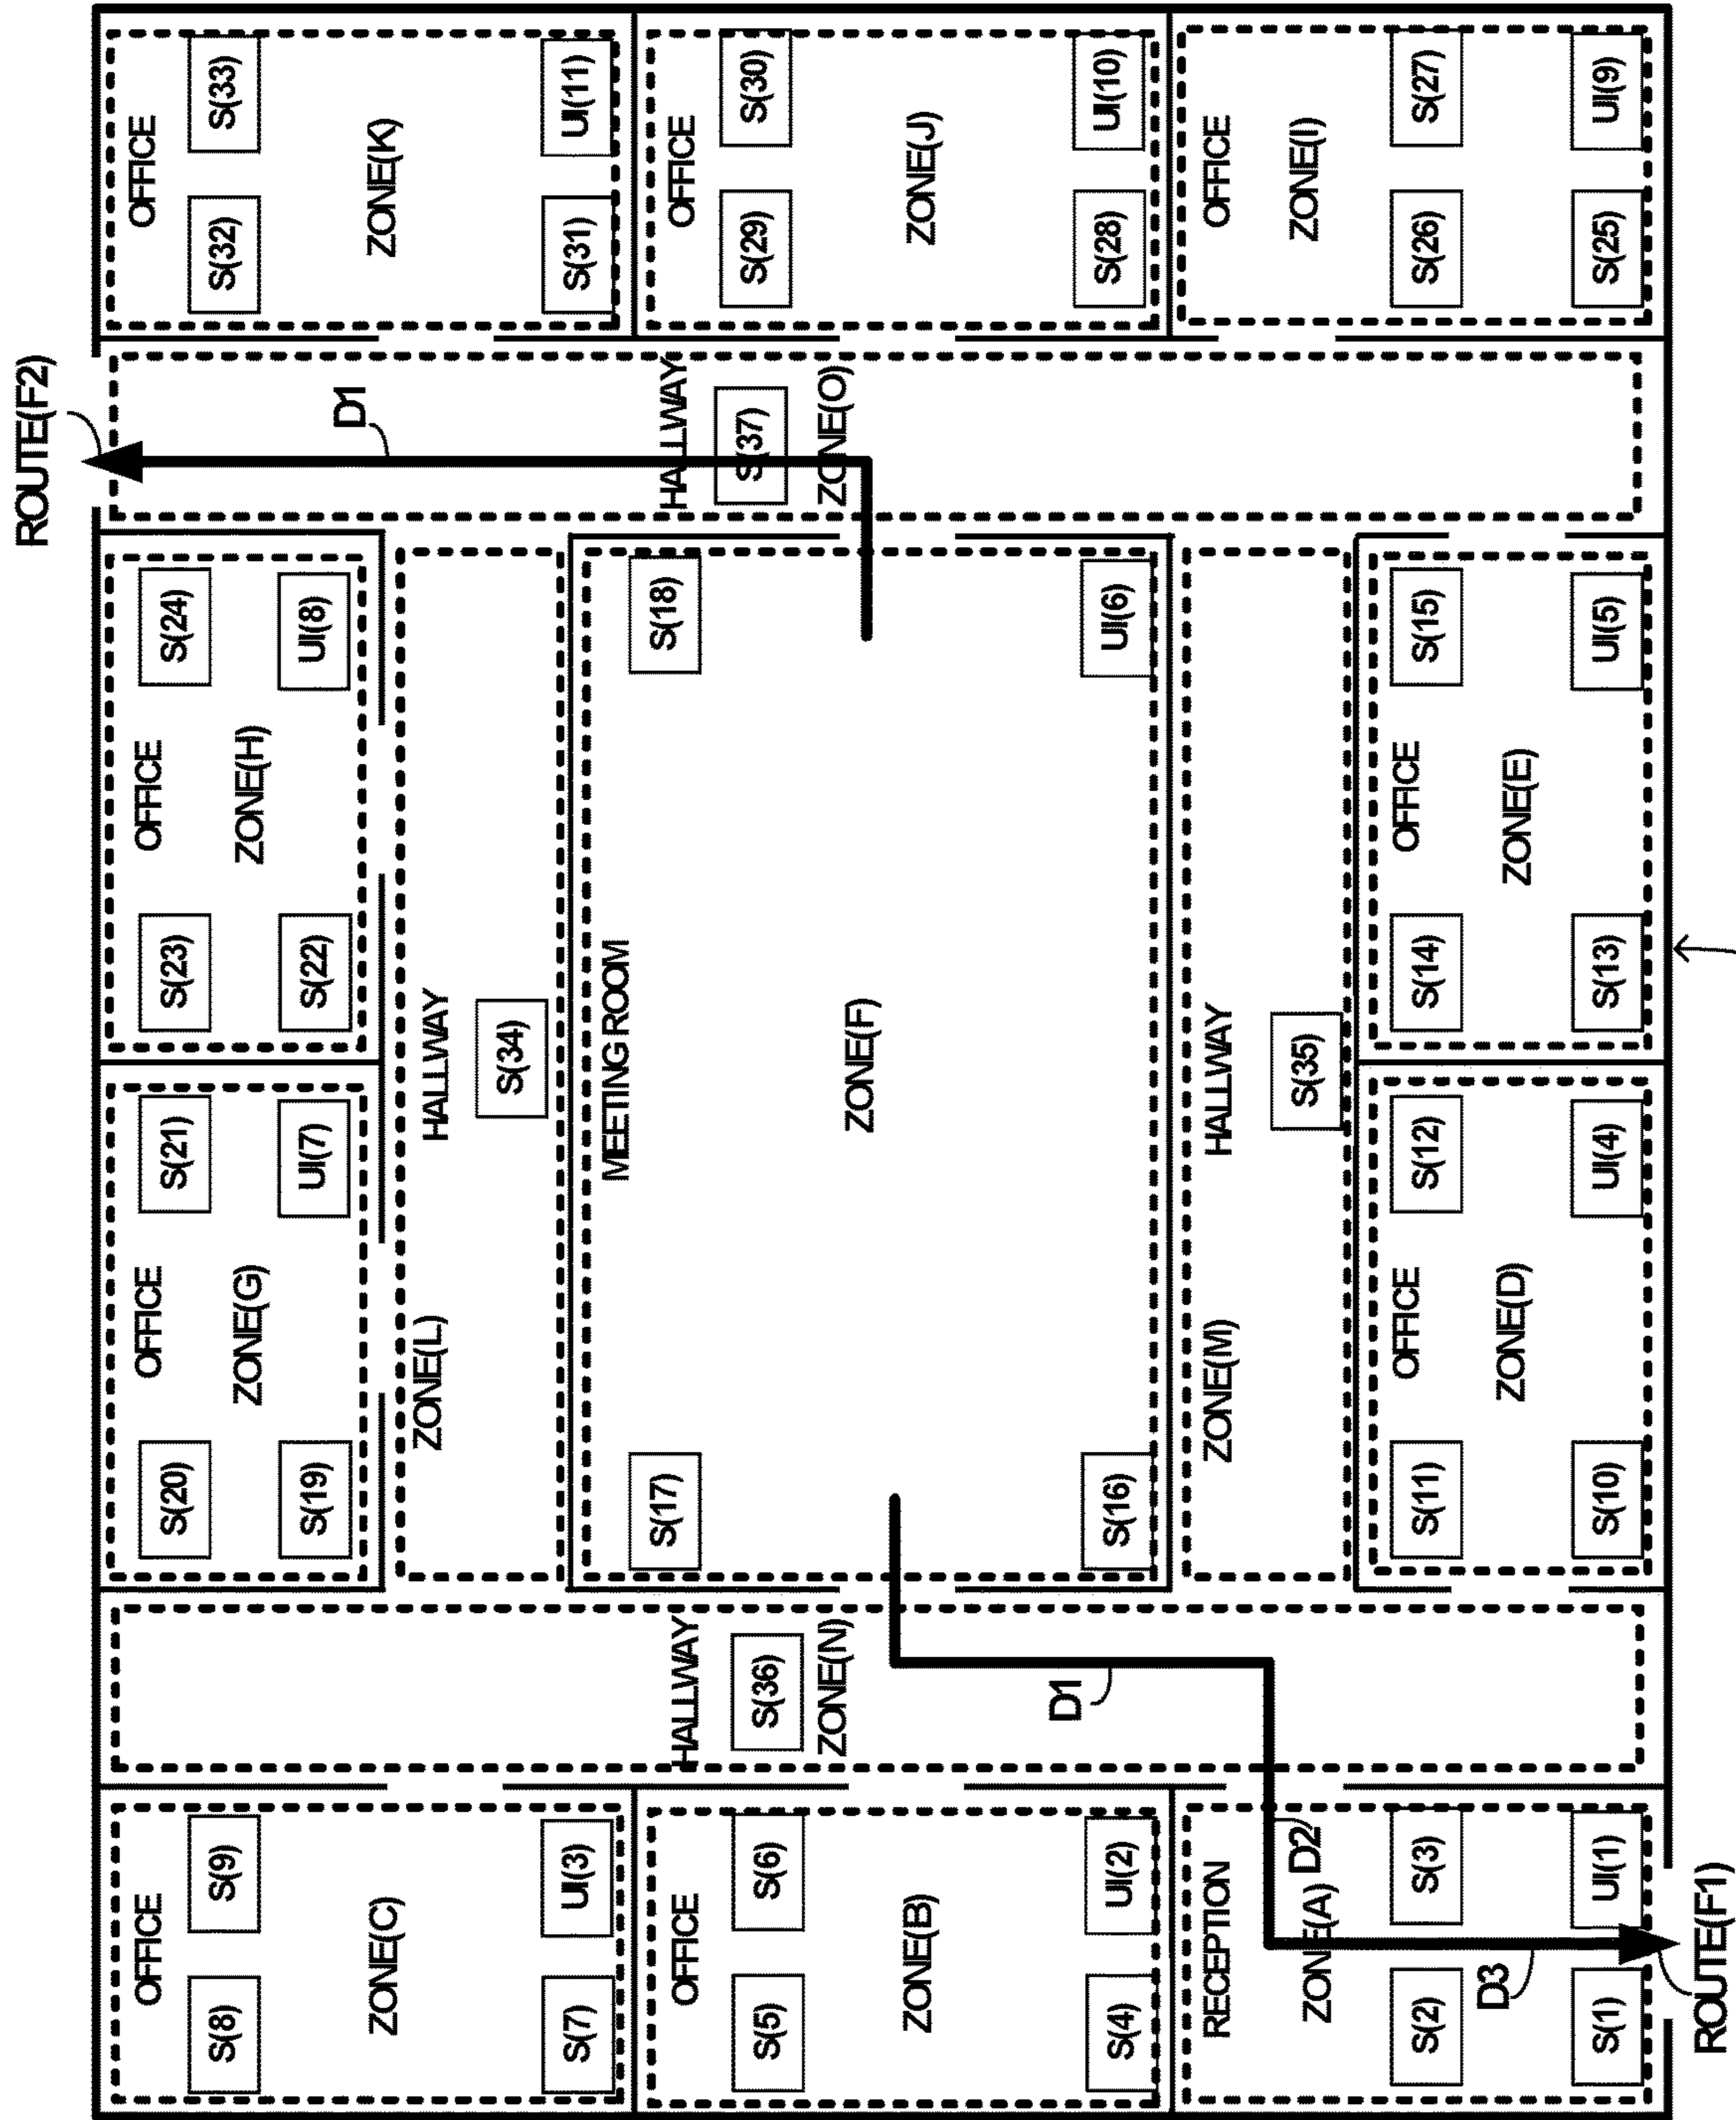 OFFICE
S(8)
S(9)
ZONE(C)
S(7)
UI(3)
OFFICE
S(5)
S(6)
ZONE(B)
S(4)
UI(2)
RECEPTION
ZONE(A)
D2
S(2)
S(3)
D3
S(1)
UI(1)
ROUTE(F1)
HALLWAY
S(36)
ZONE(N)
D1
OFFICE
S(20)
S(21)
ZONE(G)
S(19)
UI(7)
OFFICE
S(23)
S(24)
ZONE(H)
S(22)
UI(8)
ZONE(L)
HALLWAY
S(34)
MEETING ROOM
S(17)
S(18)
ZONE(F)
S(16)
UI(6)
ZONE(M)
HALLWAY
S(35)
OFFICE
S(11)
S(12)
ZONE(D)
S(10)
UI(4)
OFFICE
S(14)
S(15)
ZONE(E)
S(13)
UI(5)
ROUTE(F2)
D1
HALLWAY
S(37)
ZONE(O)
OFFICE
S(32)
S(33)
ZONE(K)
S(31)
UI(11)
OFFICE
S(29)
S(30)
ZONE(J)
S(28)
UI(10)
OFFICE
ZONE(I)
S(26)
S(27)
S(25)
UI(9)